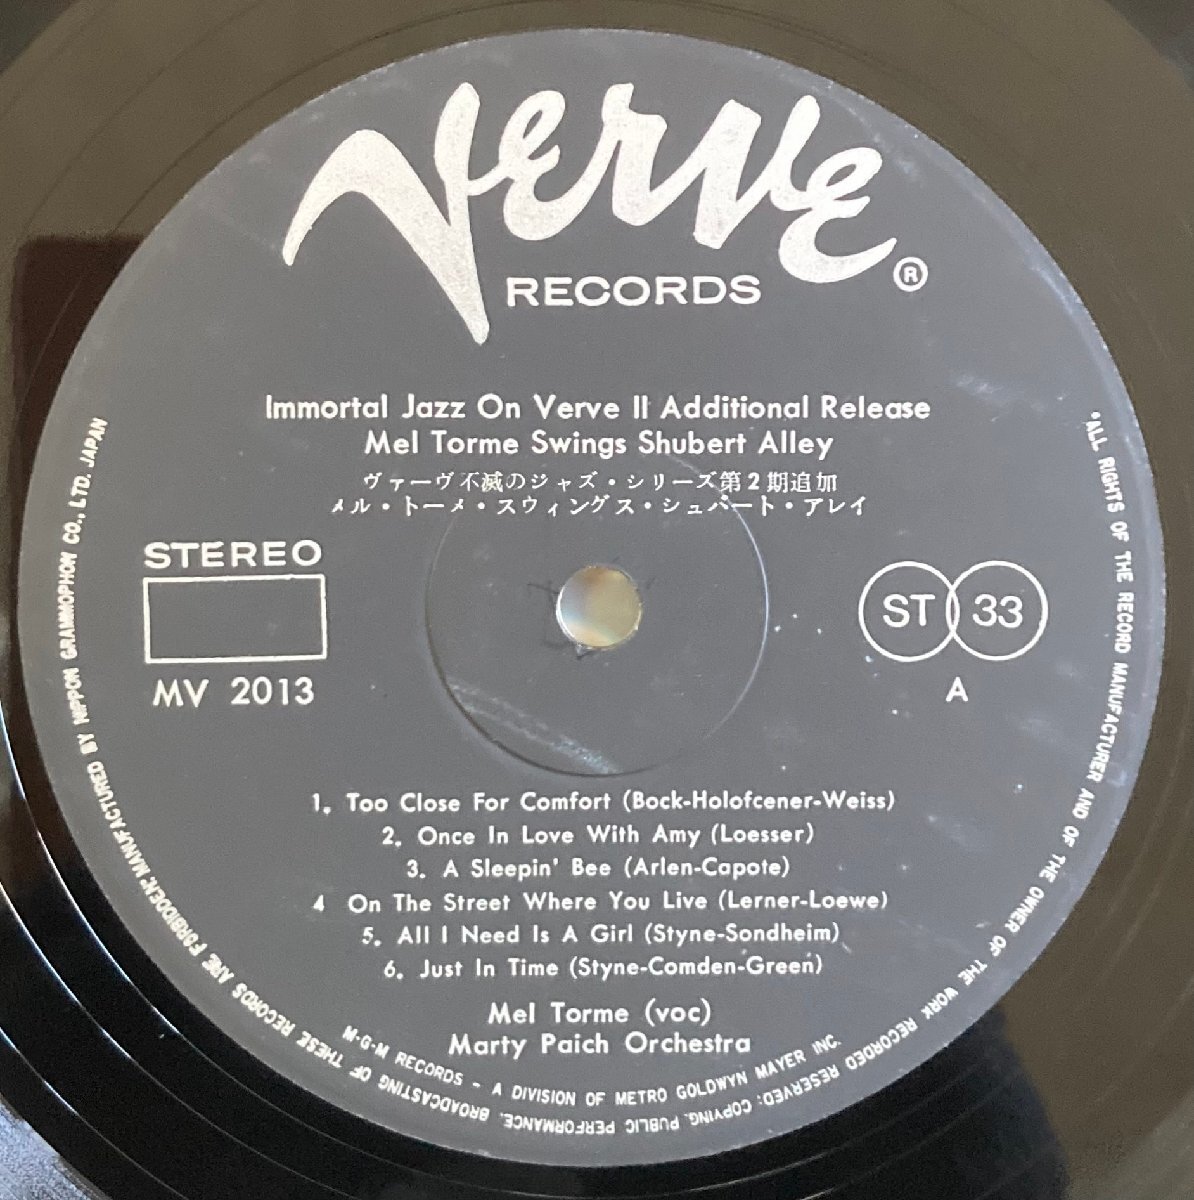 Verve
RECORDS ®
Immortal Jazz On Verve II Additional Release
Mel Torme Swings Shubert Alley
ヴァーヴ不滅のジャズ・シリーズ第2期追加
メル・トーメ・スウィングス・シュバート・アレイ
STEREO
MV 2013
ST 33
A
1. Too Close For Comfort (Bock-Holofcener-Weiss)
2. Once In Love With Amy (Loesser)
3. A Sleepin' Bee (Arlen-Capote)
4 On The Street Where You Live (Lerner-Loewe)
5. All I Need Is A Girl (Styne-Sondheim)
6. Just In Time (Styne-Comden-Green)
Mel Torme (voc)
Marty Paich Orchestra
M-G-M RECORDS - A DIVISION OF METRO GOLDWYN MAYER INC.
"ALL RIGHTS OF THE RECORD MANUFACTURER AND OF THE OWNER OF THE WORK RECORDED RESERVED; COPYING, PUBLIC PERFORMANCE, BROADCASTING OF THESE RECORDS ARE FORBIDDEN." MANUFACTURED BY NIPPON GRAMMOPHON CO., LTD. JAPAN